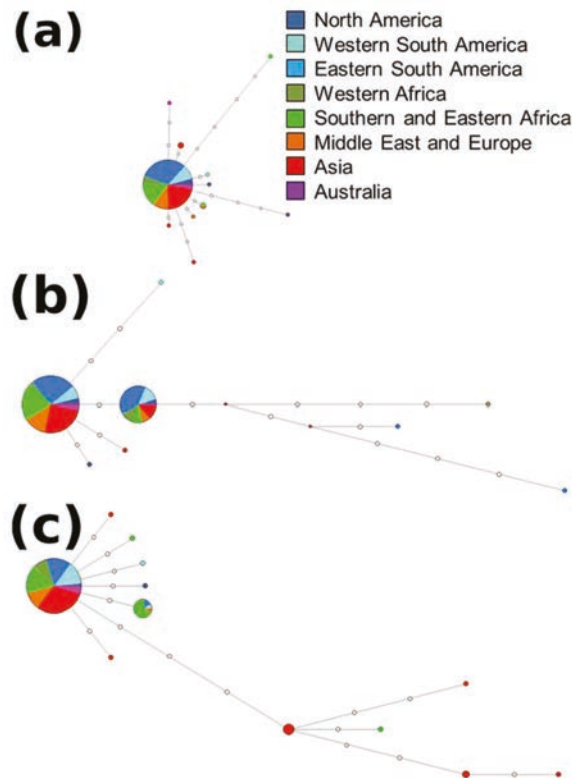 (a)
North America
Western South America
Eastern South America
Western Africa
Southern and Eastern Africa
Middle East and Europe
Asia
Australia
(b)
(c)